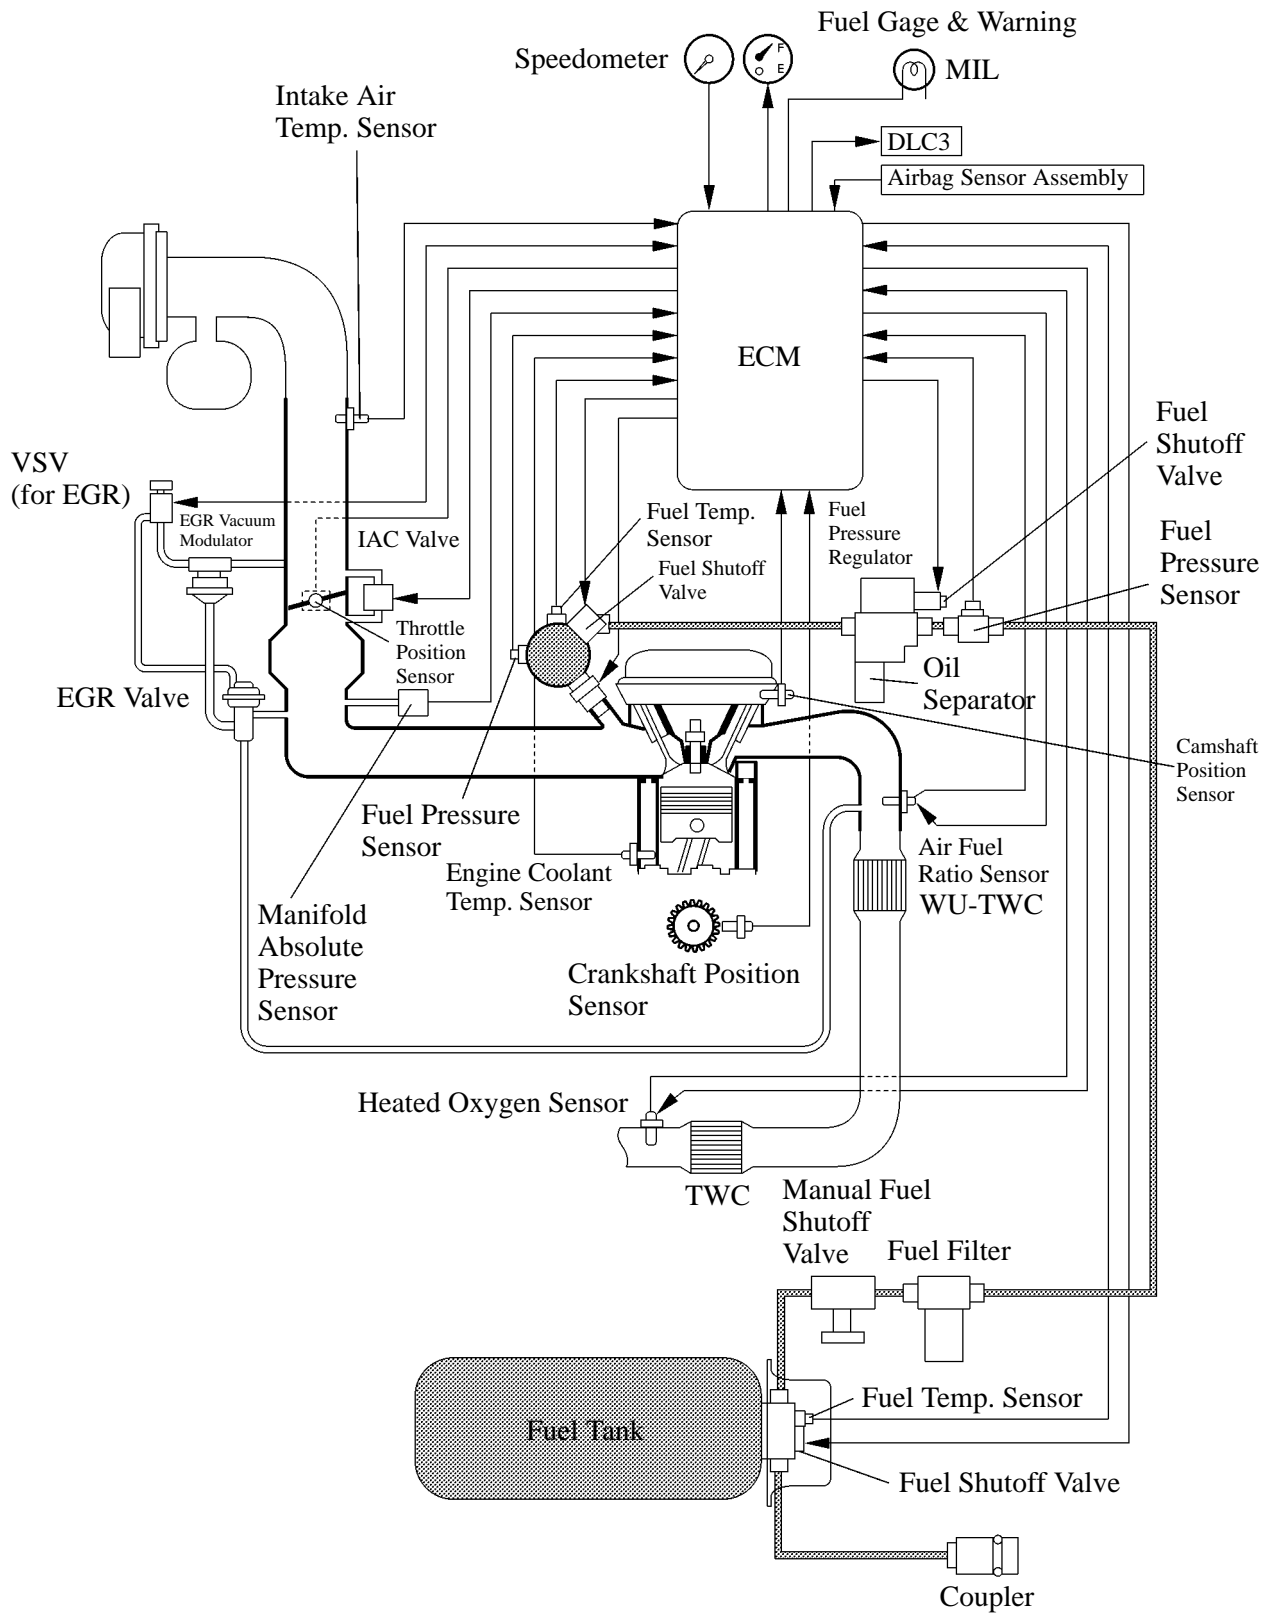 Fuel Gage & Warning
Speedometer
F
E
MIL
Intake Air
Temp. Sensor
DLC3
Airbag Sensor Assembly
ECM
Fuel
Shutoff
Valve
VSV
(for EGR)
EGR Vacuum
Modulator
IAC Valve
Fuel Temp.
Sensor
Fuel
Pressure
Regulator
Fuel
Pressure
Sensor
Fuel Shutoff
Valve
Throttle
Position
Sensor
EGR Valve
Oil
Separator
Camshaft
Position
Sensor
Fuel Pressure
Sensor
Air Fuel
Ratio Sensor
WU-TWC
Engine Coolant
Temp. Sensor
Manifold
Absolute
Pressure
Sensor
Crankshaft Position
Sensor
Heated Oxygen Sensor
TWC
Manual Fuel
Shutoff
Valve
Fuel Filter
Fuel Tank
Fuel Temp. Sensor
Fuel Shutoff Valve
Coupler